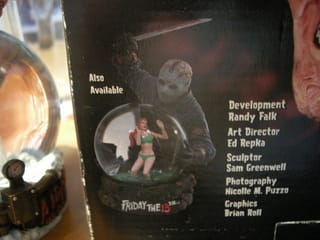 Also
Available
FRIDAY THE 13TH
Development
Randy Falk
Art Director
Ed Repka
Sculptor
Sam Greenwell
Photography
Nicolle M. Puzzo
Graphics
Brian Roll